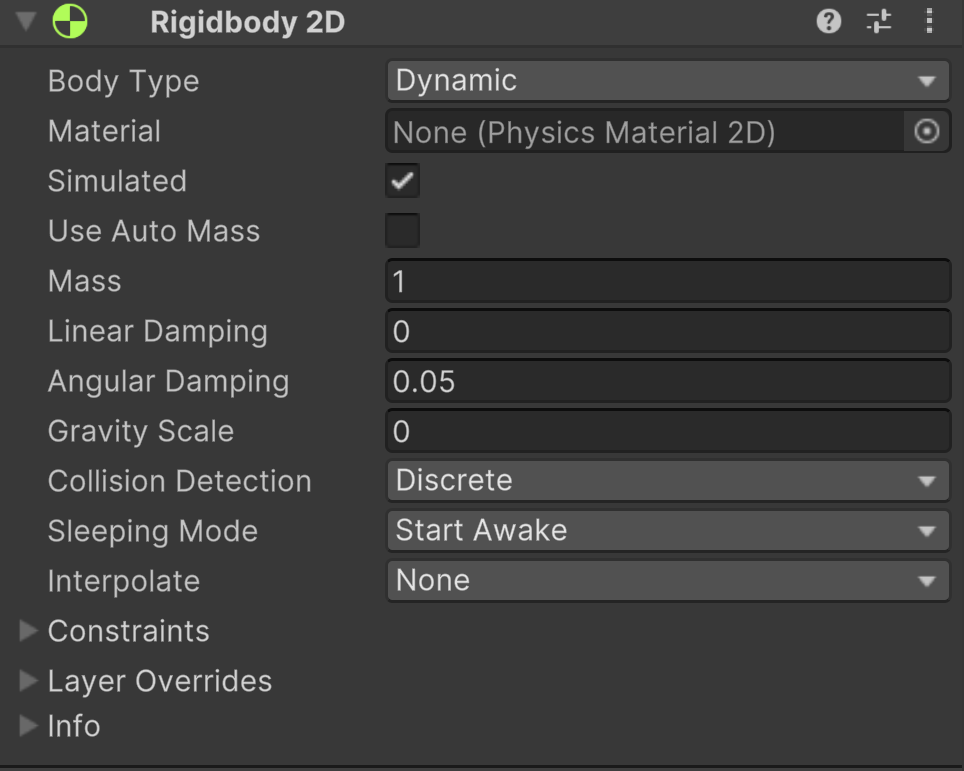 Rigidbody 2D
Body Type Dynamic
Material None (Physics Material 2D)
Simulated
Use Auto Mass
Mass 1
Linear Damping 0
Angular Damping 0.05
Gravity Scale 0
Collision Detection Discrete
Sleeping Mode Start Awake
Interpolate None
Constraints
Layer Overrides
Info